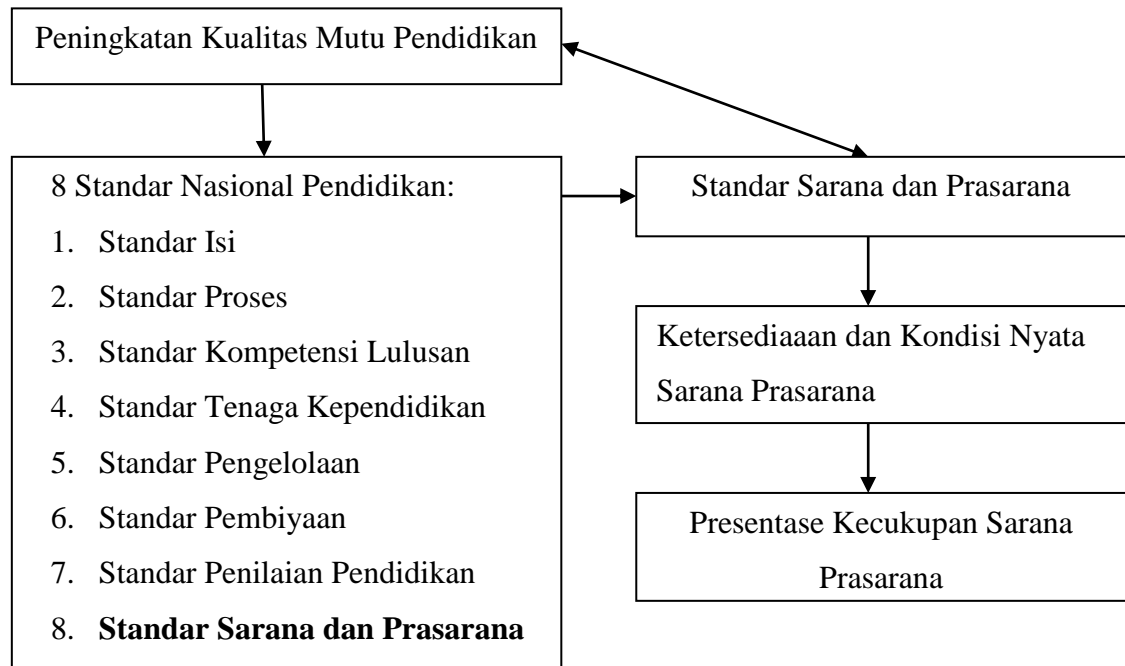 Peningkatan Kualitas Mutu Pendidikan
8 Standar Nasional Pendidikan:
1. Standar Isi
2. Standar Proses
3. Standar Kompetensi Lulusan
4. Standar Tenaga Kependidikan
5. Standar Pengelolaan
6. Standar Pembiyaan
7. Standar Penilaian Pendidikan
8. Standar Sarana dan Prasarana
Standar Sarana dan Prasarana
Ketersediaaan dan Kondisi Nyata
Sarana Prasarana
Presentase Kecukupan Sarana
Prasarana